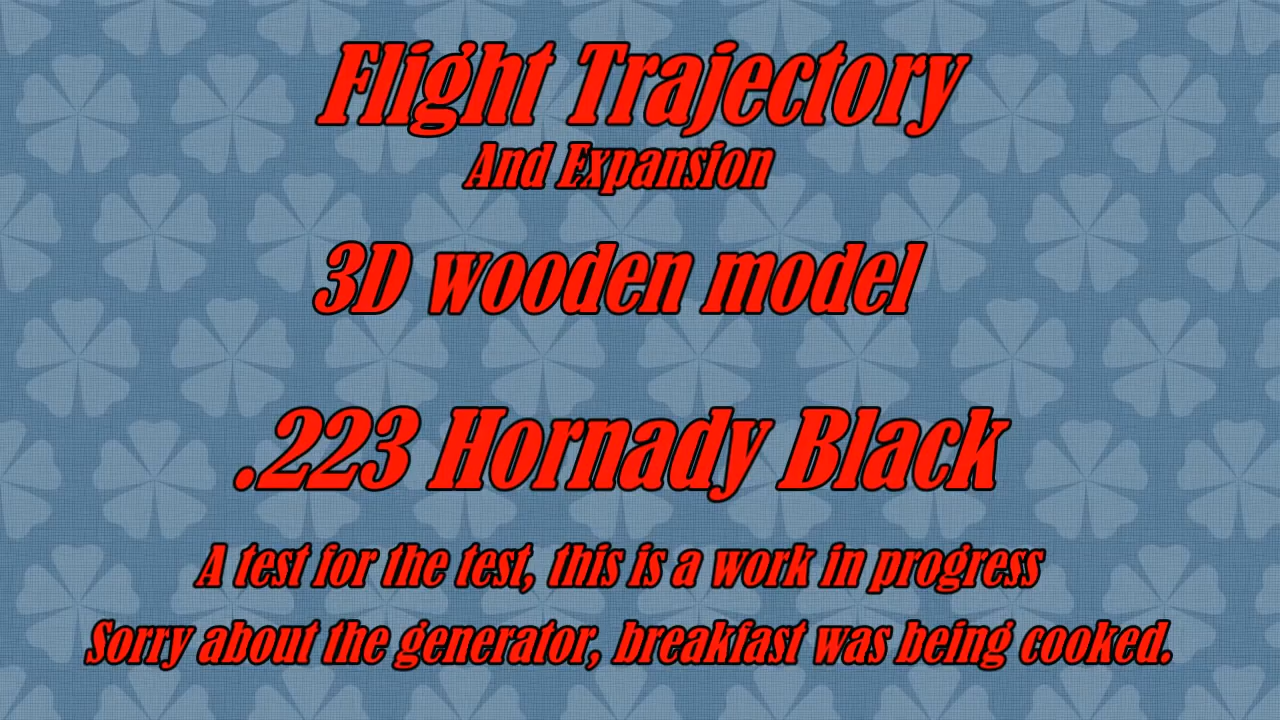 Flight Trajectory
And Expansion
3D wooden model
.223 Hornady Black
A test for the test, this is a work in progress
Sorry about the generator, breakfast was being cooked.